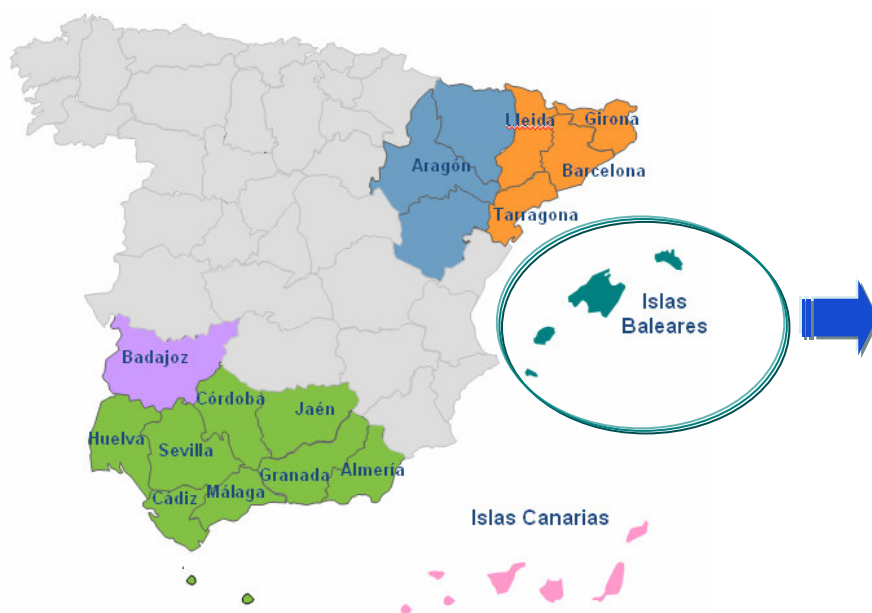 Lleida
Girona
Aragón
Barcelona
Tarragona
Islas
Baleares
Badajoz
Córdoba
Jaén
Huelva
Sevilla
Granada
Almería
Cádiz
Málaga
Islas Canarias